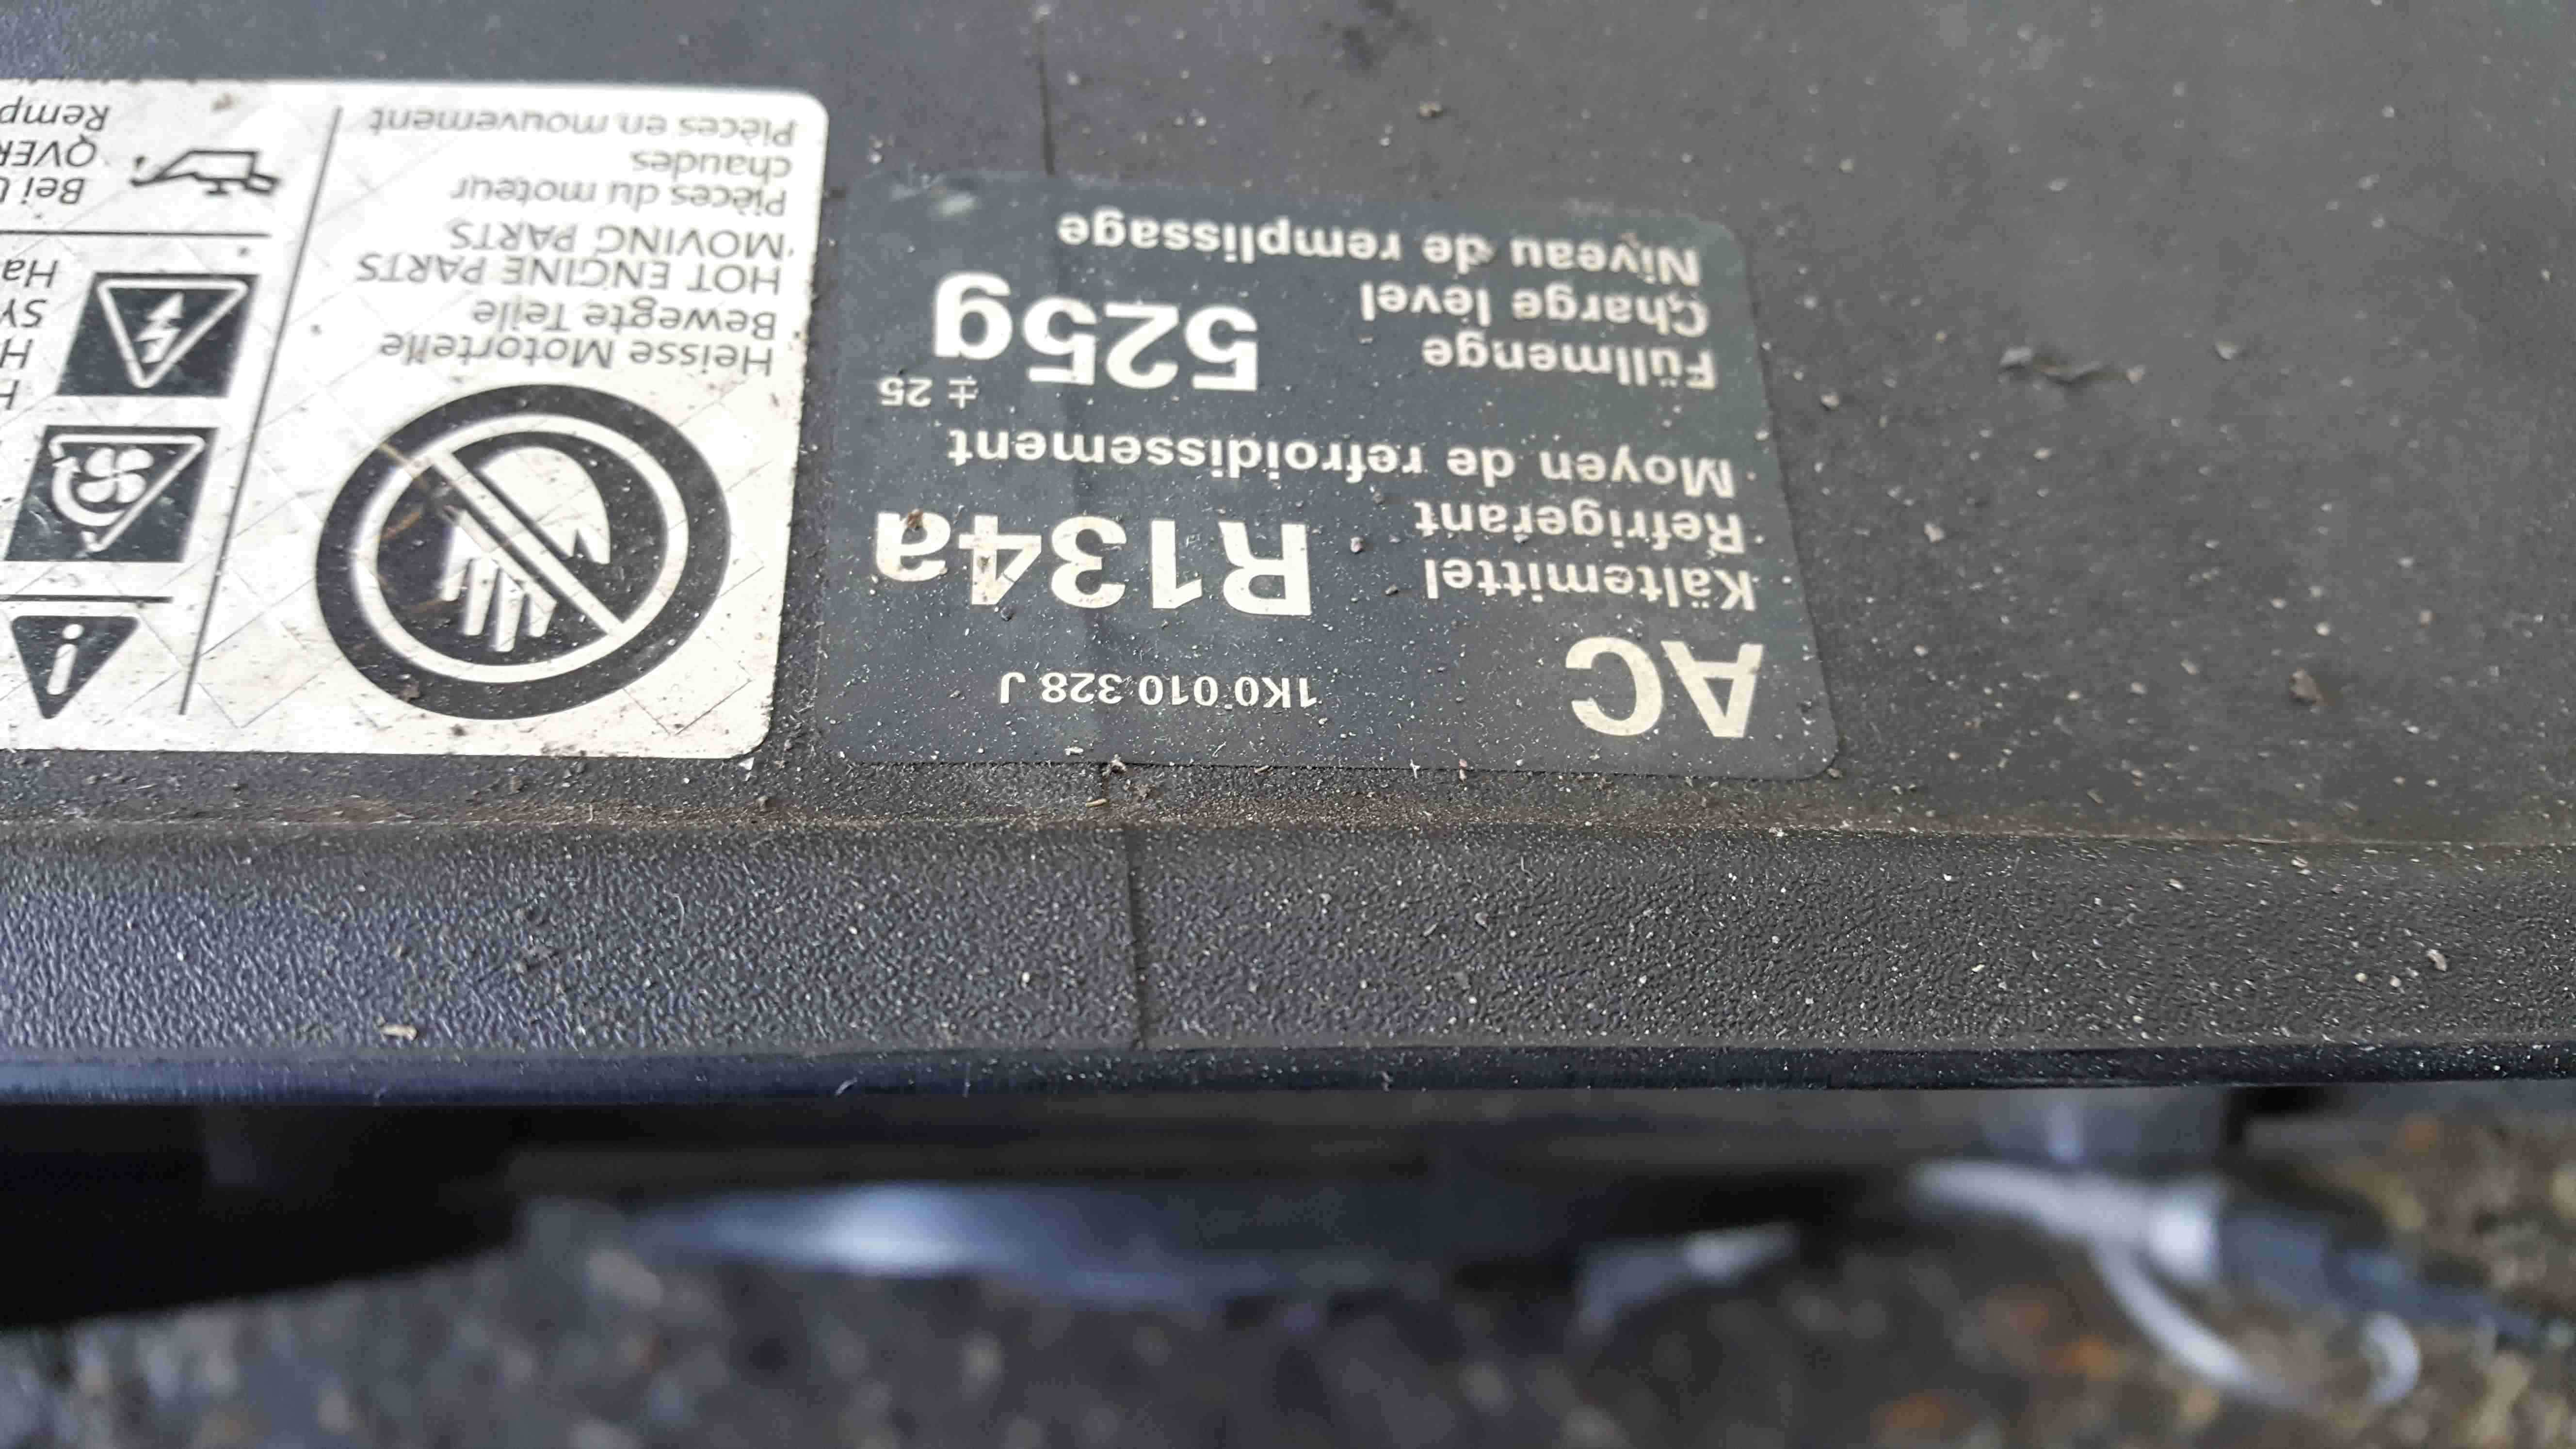 AC
1K0 010 328 J
Kältemittel
Refrigerant
Moyen de refroidissement
R134a
Füllmenge
Charge level
Niveau de remplissage
525g
± 25
Heisse Motorteile
Bewegte Teile
HOT ENGINE PARTS
MOVING PARTS
Pièces du moteur
chaudes
Pièces en mouvement
Bei